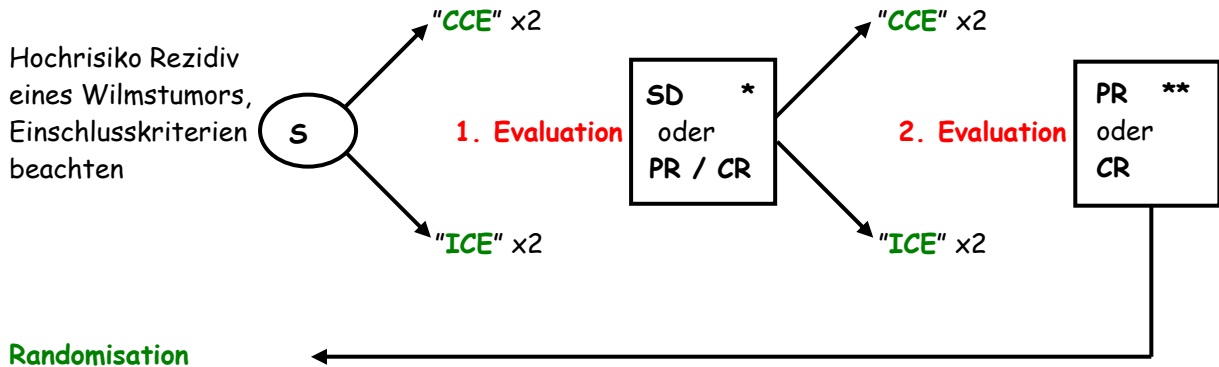 "CCE" x2
"CCE" x2
Hochrisiko Rezidiv
eines Wilmstumors,
Einschlusskriterien
beachten
S
1. Evaluation
SD *
oder
PR / CR
2. Evaluation
PR **
oder
CR
"ICE" x2
"ICE" x2
Randomisation